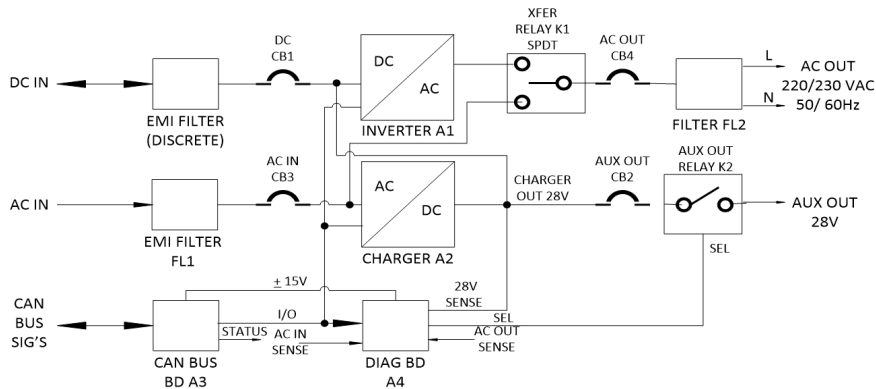 DC IN
EMI FILTER
(DISCRETE)
DC
CB1
DC
AC
INVERTER A1
XFER
RELAY K1
SPDT
AC OUT
CB4
FILTER FL2
L
N
AC OUT
220/230 VAC
50/ 60Hz
AC IN
EMI FILTER
FL1
AC IN
CB3
AC
DC
CHARGER A2
CHARGER
OUT 28V
AUX OUT
CB2
AUX OUT
RELAY K2
SEL
AUX OUT
28V
CAN
BUS
SIG'S
CAN BUS
BD A3
± 15V
I/O
STATUS
AC IN
SENSE
DIAG BD
A4
28V
SENSE
SEL
AC OUT
SENSE